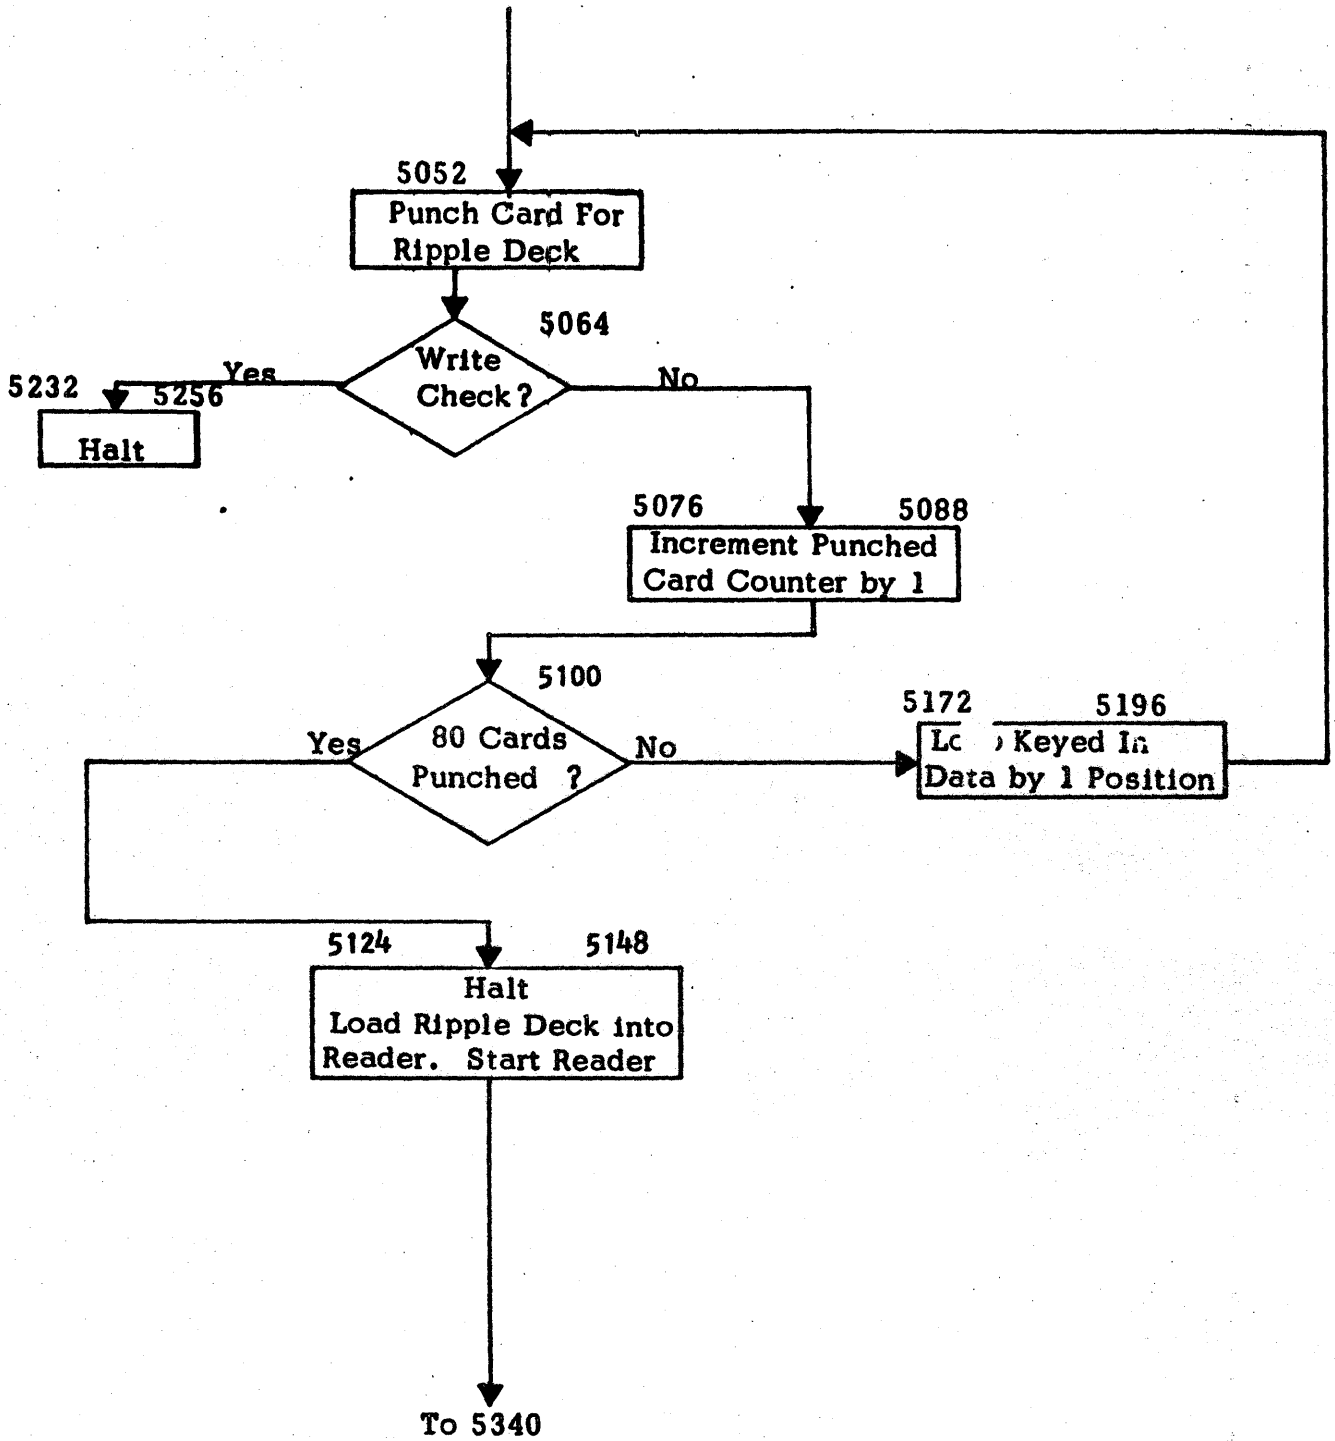 5052
Punch Card For
Ripple Deck
5064
Write
Check?
Yes
No
5232
5256
Halt
5076
5088
Increment Punched
Card Counter by 1
5100
80 Cards
Punched ?
Yes
No
5172
5196
Keyed In
Data by 1 Position
5124
5148
Halt
Load Ripple Deck into
Reader. Start Reader
To 5340